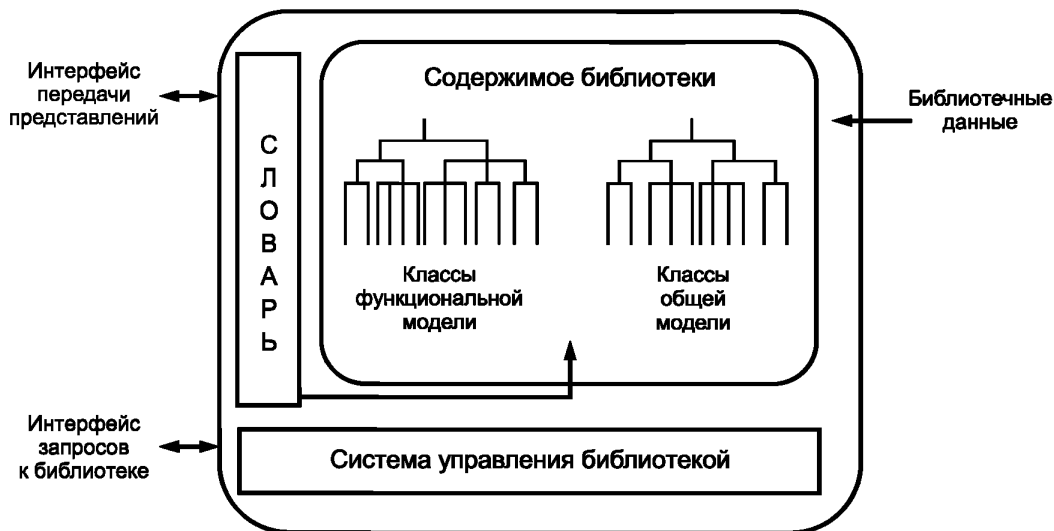 Интерфейс
передачи
представлений
СЛОВАРЬ
Содержимое библиотеки
Библиотечные
данные
Классы
функциональной
модели
Классы
общей
модели
Интерфейс
запросов
к библиотеке
Система управления библиотекой